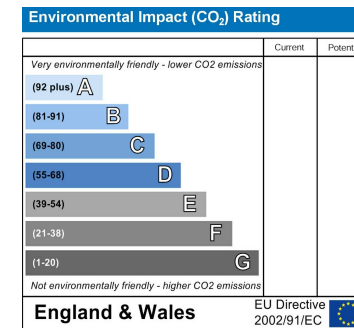 Environmental Impact (CO₂) Rating
Current Potent
Very environmentally friendly - lower CO2 emissions
(92 plus) A
(81-91) B
(69-80) C
(55-68) D
(39-54) E
(21-38) F
(1-20) G
Not environmentally friendly - higher CO2 emissions
England & Wales
EU Directive
2002/91/EC